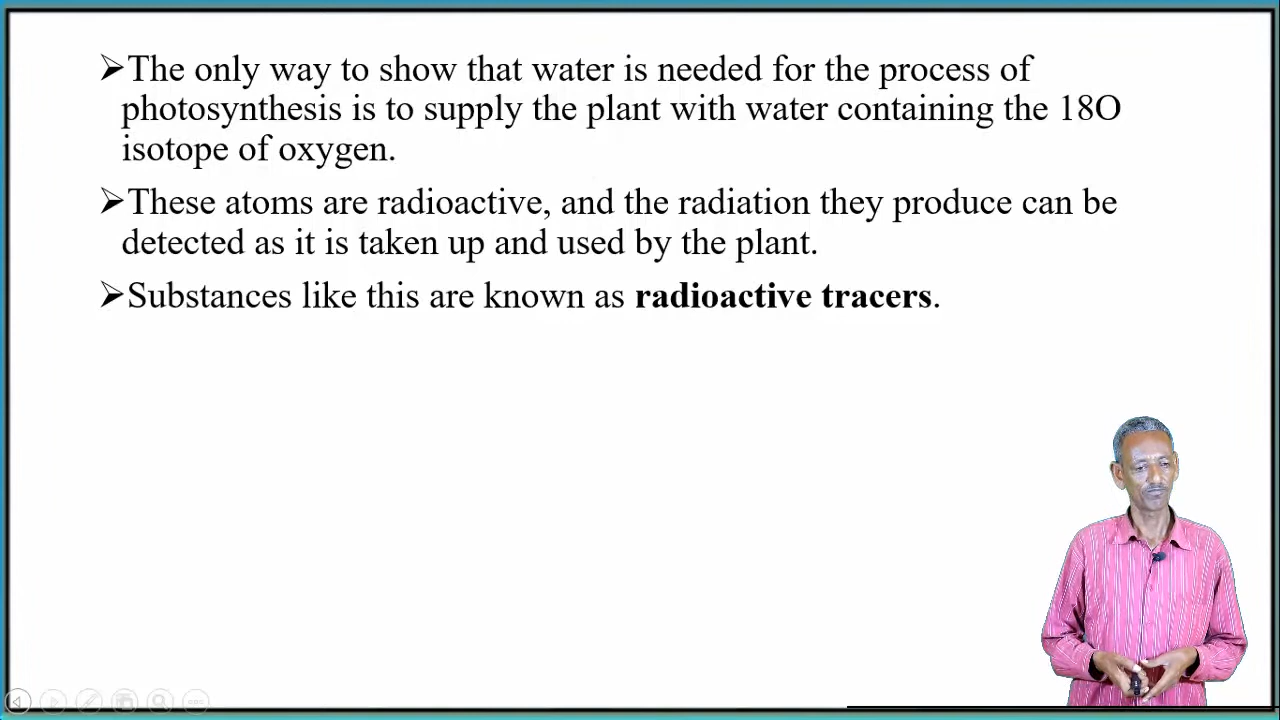 ➢The only way to show that water is needed for the process of
photosynthesis is to supply the plant with water containing the 18O
isotope of oxygen.
➢These atoms are radioactive, and the radiation they produce can be
detected as it is taken up and used by the plant.
➢Substances like this are known as radioactive tracers.